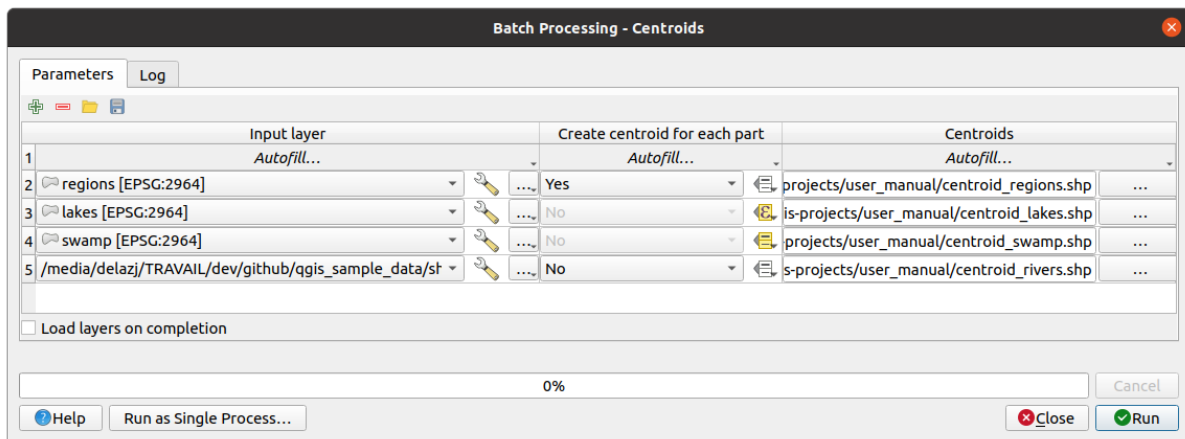 Batch Processing - Centroids
Parameters Log
Input layer Create centroid for each part Centroids
1 Autofill... Autofill... Autofill...
2 regions [EPSG:2964] ... Yes projects/user_manual/centroid_regions.shp ...
3 lakes [EPSG:2964] ... No ε is-projects/user_manual/centroid_lakes.shp ...
4 swamp [EPSG:2964] ... No projects/user_manual/centroid_swamp.shp ...
5 /media/delazj/TRAVAIL/dev/github/qgis_sample_data/sh ... No s-projects/user_manual/centroid_rivers.shp ...
Load layers on completion
0% Cancel
Help Run as Single Process... Close Run